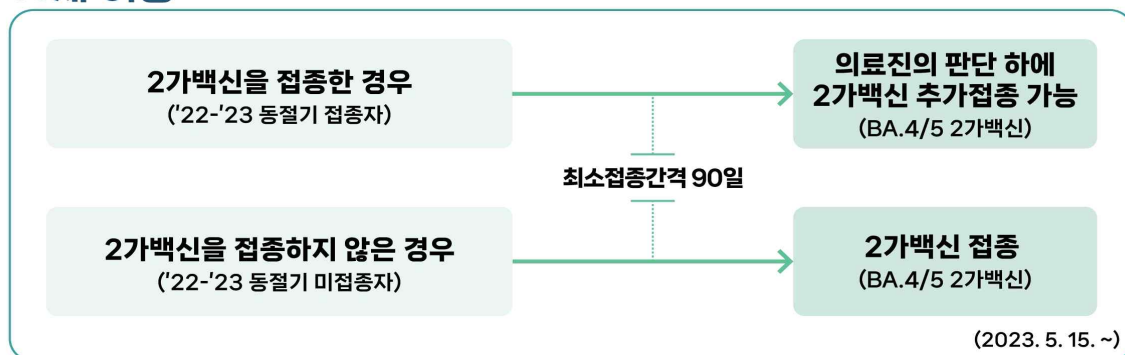 2가백신을 접종한 경우
('22-'23 동절기 접종자)
의료진의 판단 하에
2가백신 추가접종 가능
(BA.4/5 2가백신)
최소접종간격 90일
2가백신을 접종하지 않은 경우
('22-'23 동절기 미접종자)
2가백신 접종
(BA.4/5 2가백신)
(2023. 5. 15. ~)